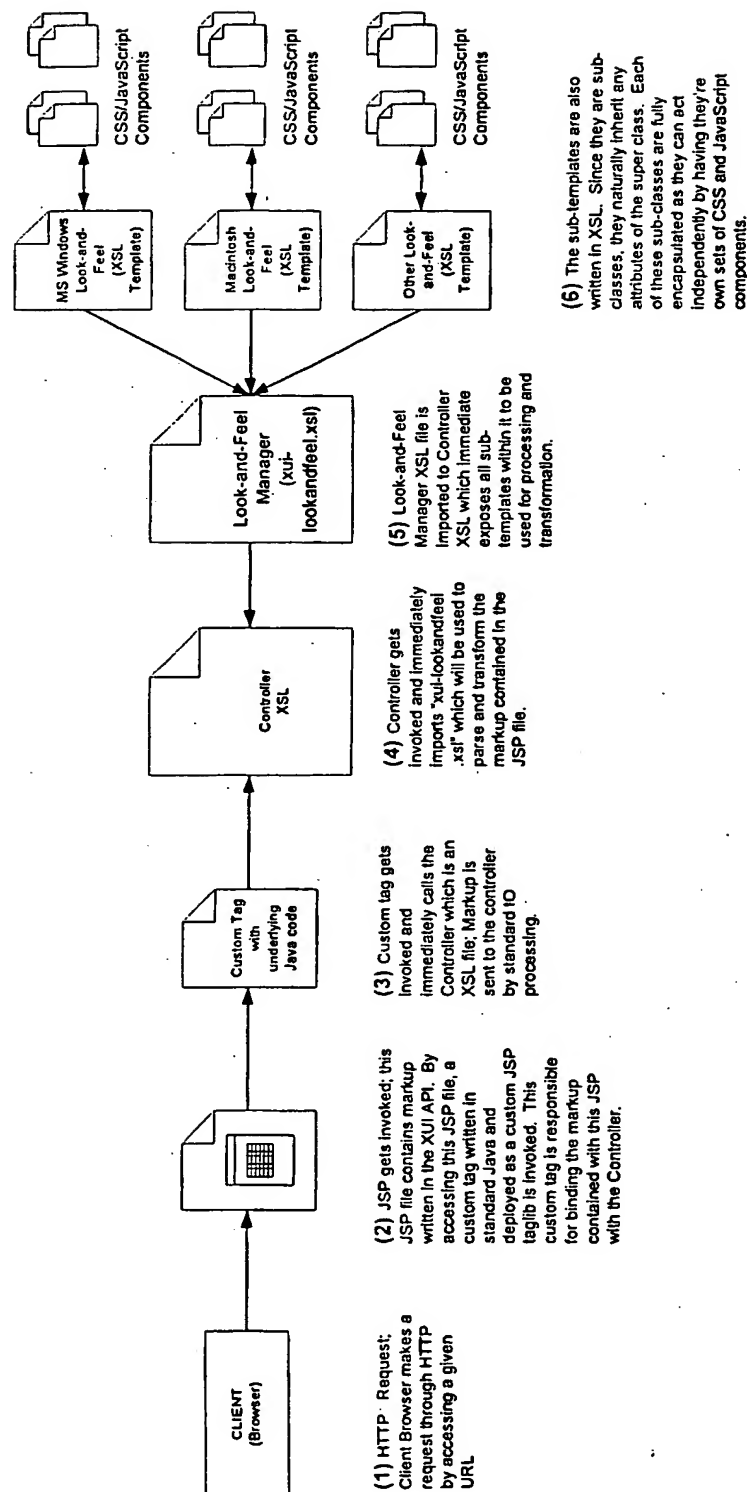 CLIENT
(Browser)
Custom Tag
with
underlying
Java code
Controller
XSL
Look-and-Feel
Manager
(xui-
lookandfeel.xsl)
MS Windows
Look-and-
Feel
(XSL
Template)
Macintosh
Look-and-
Feel
(XSL
Template)
Other Look-
and-Feel
(XSL
Template)
CSS/JavaScript
Components
CSS/JavaScript
Components
CSS/JavaScript
Components
(1) HTTP Request;
Client Browser makes a
request through HTTP
by accessing a given
URL
(2) JSP gets invoked; this
JSP file contains markup
written in the XUI API. By
accessing this JSP file, a
custom tag written in
standard Java and
deployed as a custom JSP
taglib is invoked. This
custom tag is responsible
for binding the markup
contained with this JSP
with the Controller.
(3) Custom tag gets
invoked and
immediately calls the
Controller which is an
XSL file; Markup is
sent to the controller
by standard IO
processing.
(4) Controller gets
invoked and immediately
imports "xui-lookandfeel
.xsl" which will be used to
parse and transform the
markup contained in the
JSP file.
(5) Look-and-Feel
Manager XSL file is
Imported to Controller
XSL which immediate
exposes all sub-
templates within it to be
used for processing and
transformation.
(6) The sub-templates are also
written in XSL. Since they are sub-
classes, they naturally inherit any
attributes of the super class. Each
of these sub-classes are fully
encapsulated as they can act
independently by having they're
own sets of CSS and JavaScript
components.